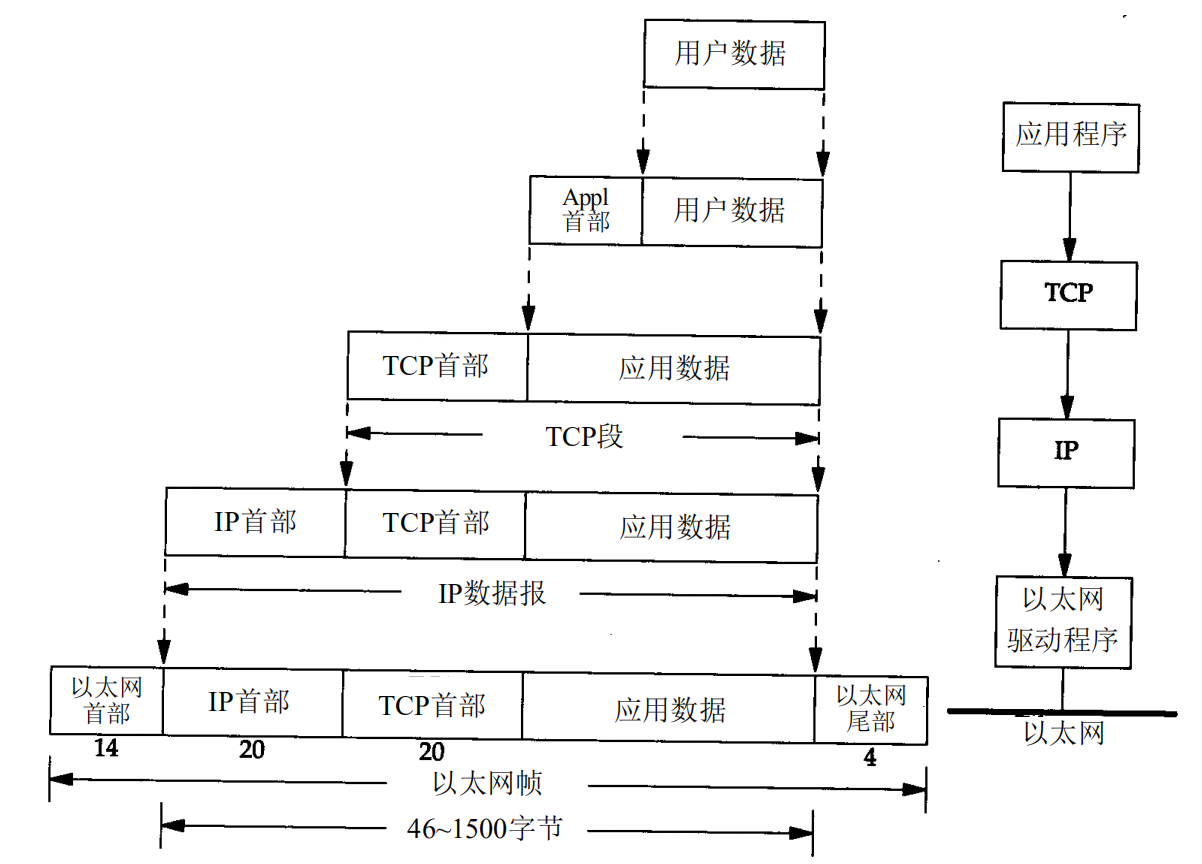 用户数据
应用程序
Appl
首部
用户数据
TCP
TCP首部
应用数据
TCP段
IP
IP首部
TCP首部
应用数据
IP数据报
以太网
驱动程序
以太网
首部
IP首部
TCP首部
应用数据
以太网
尾部
以太网
14
20
20
4
以太网帧
46~1500字节